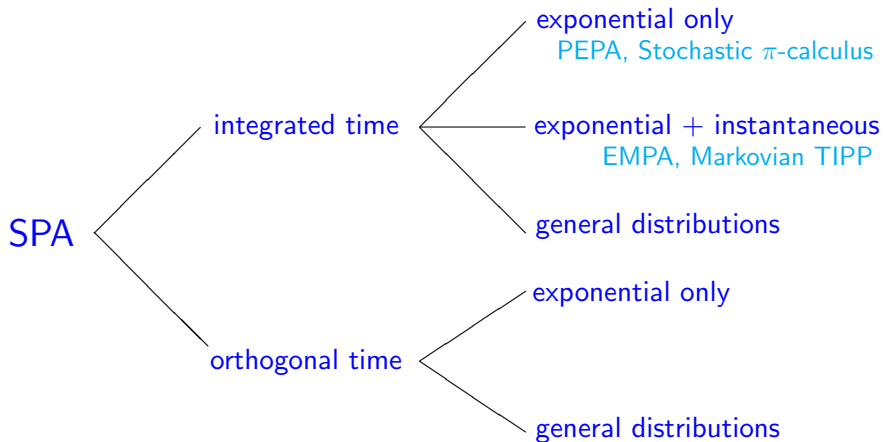 exponential only
PEPA, Stochastic π-calculus
integrated time
exponential + instantaneous
EMPA, Markovian TIPP
SPA
general distributions
exponential only
orthogonal time
general distributions